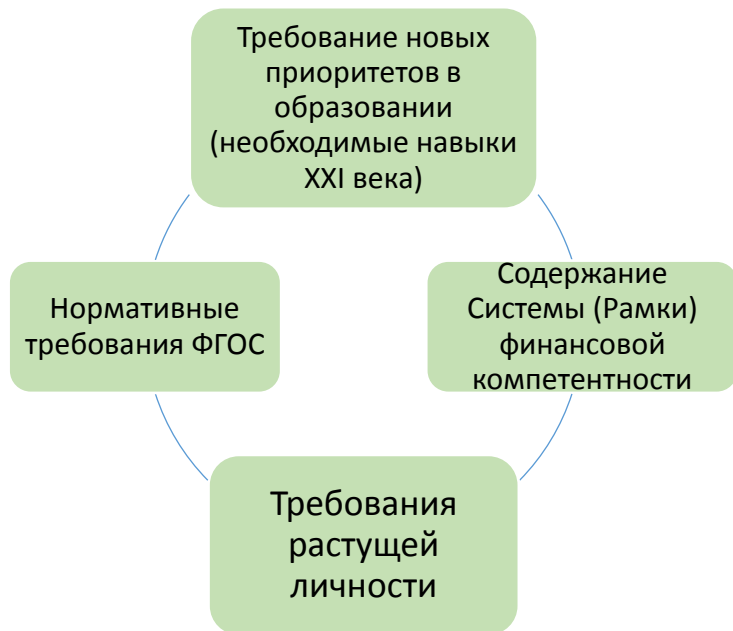 Требование новых
приоритетов в
образовании
(необходимые навыки
XXI века)
Нормативные
требования ФГОС
Содержание
Системы (Рамки)
финансовой
компетентности
Требования
растущей
личности